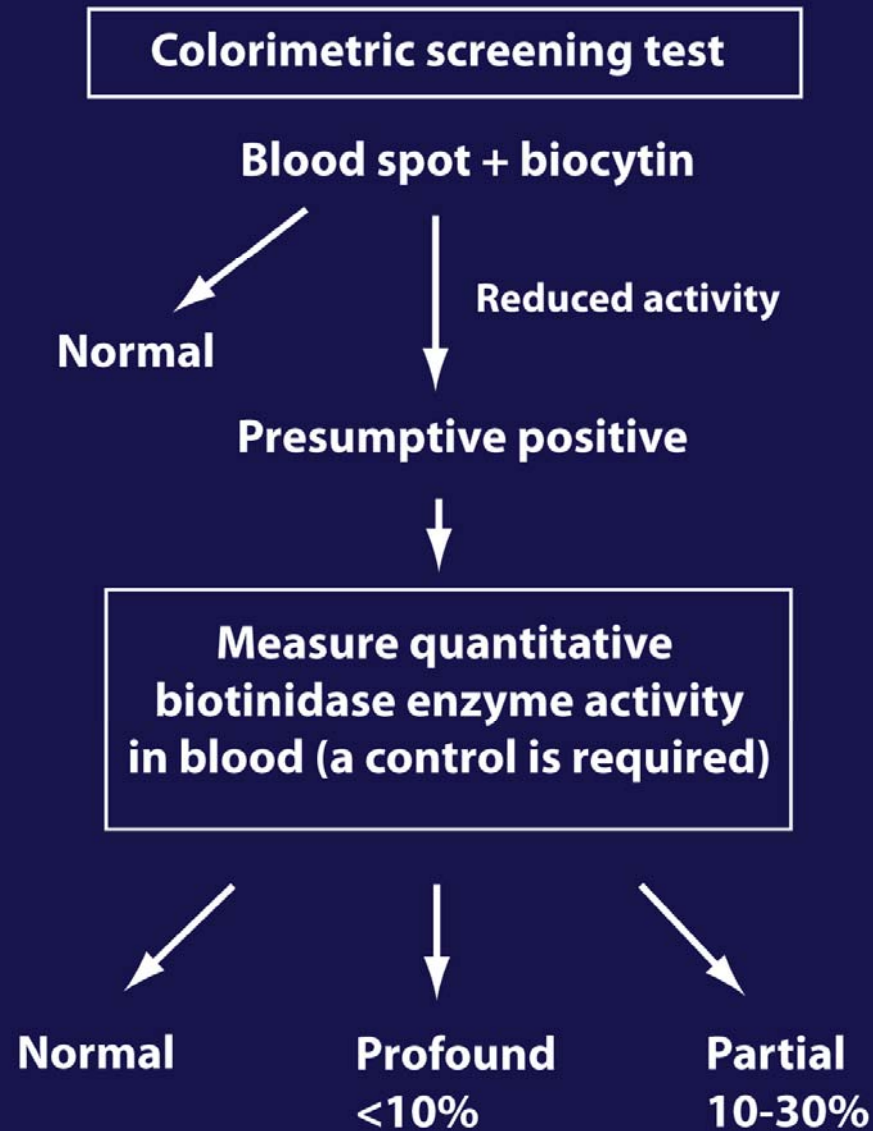 Colorimetric screening test
Blood spot + biocytin
Reduced activity
Normal
Presumptive positive
Measure quantitative
biotinidase enzyme activity
in blood (a control is required)
Normal
Profound
<10%
Partial
10-30%